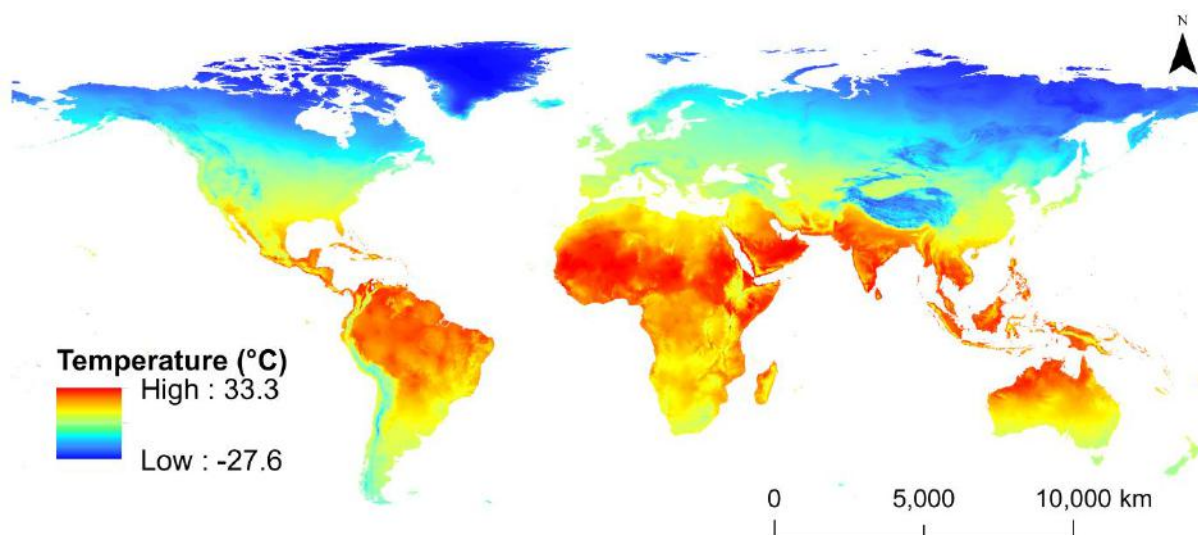 N
Temperature (°C)
High : 33.3
Low : -27.6
0 5,000 10,000 km